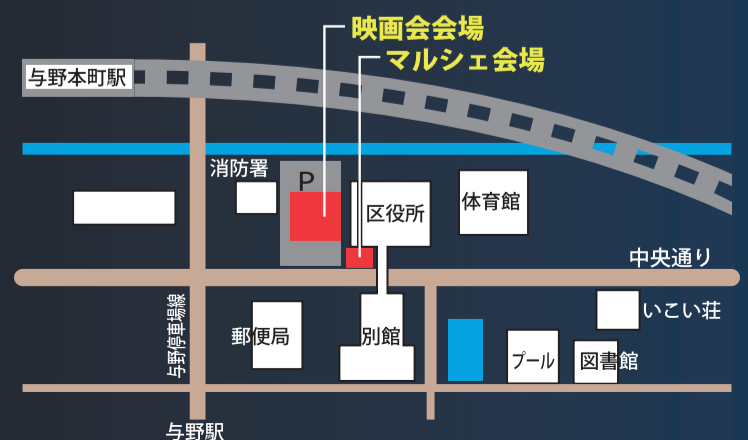 映画会会場
マルシェ会場
与野本町駅
消防署
P
区役所
体育館
中央通り
与野停車場線
郵便局
別館
いこい荘
プール
図書館
与野駅